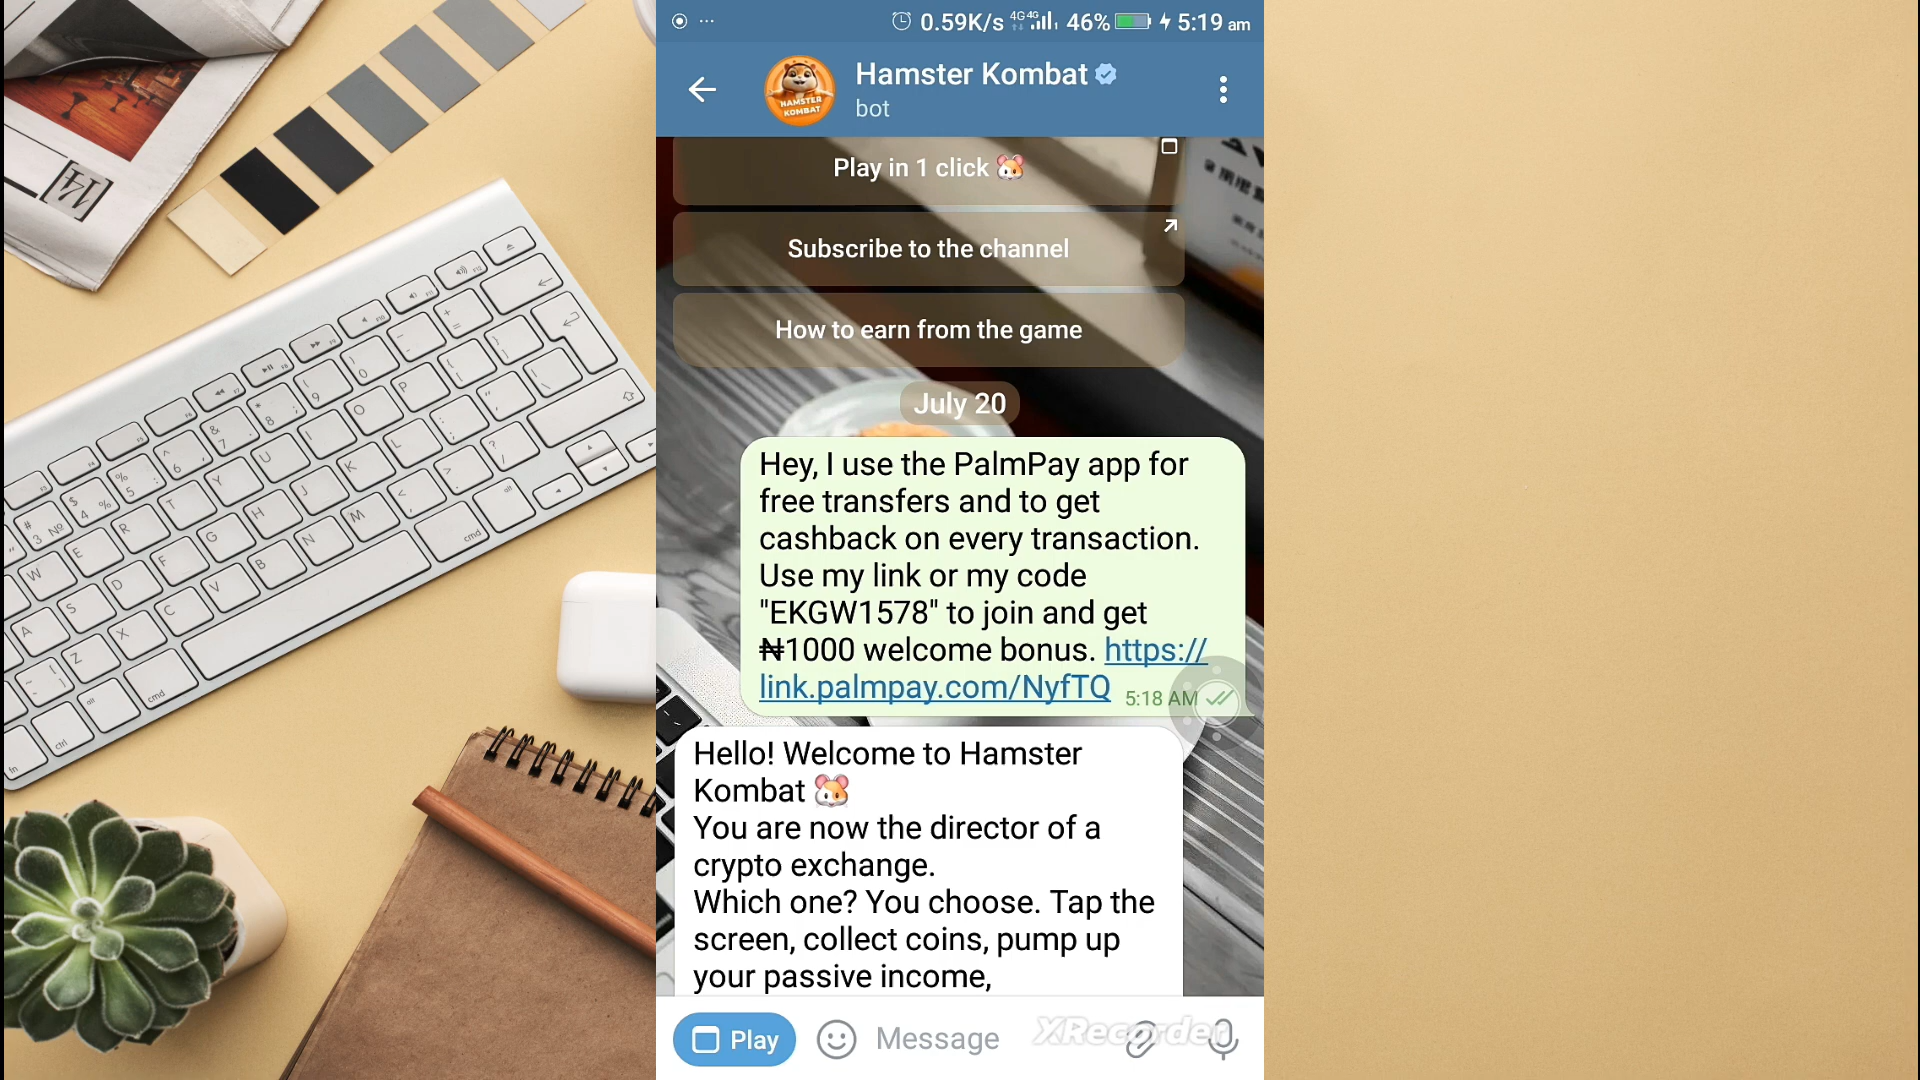 0.59K/s 4G 4G 46% 5:19 am
Hamster Kombat
bot
HAMSTER
KOMBAT
Play in 1 click
Subscribe to the channel
How to earn from the game
July 20
Hey, I use the PalmPay app for
free transfers and to get
cashback on every transaction.
Use my link or my code
"EKGW1578" to join and get
₦1000 welcome bonus. https://
link.palmpay.com/NyfTQ 5:18 AM
Hello! Welcome to Hamster
Kombat
You are now the director of a
crypto exchange.
Which one? You choose. Tap the
screen, collect coins, pump up
your passive income,
Play
Message
XRecorder